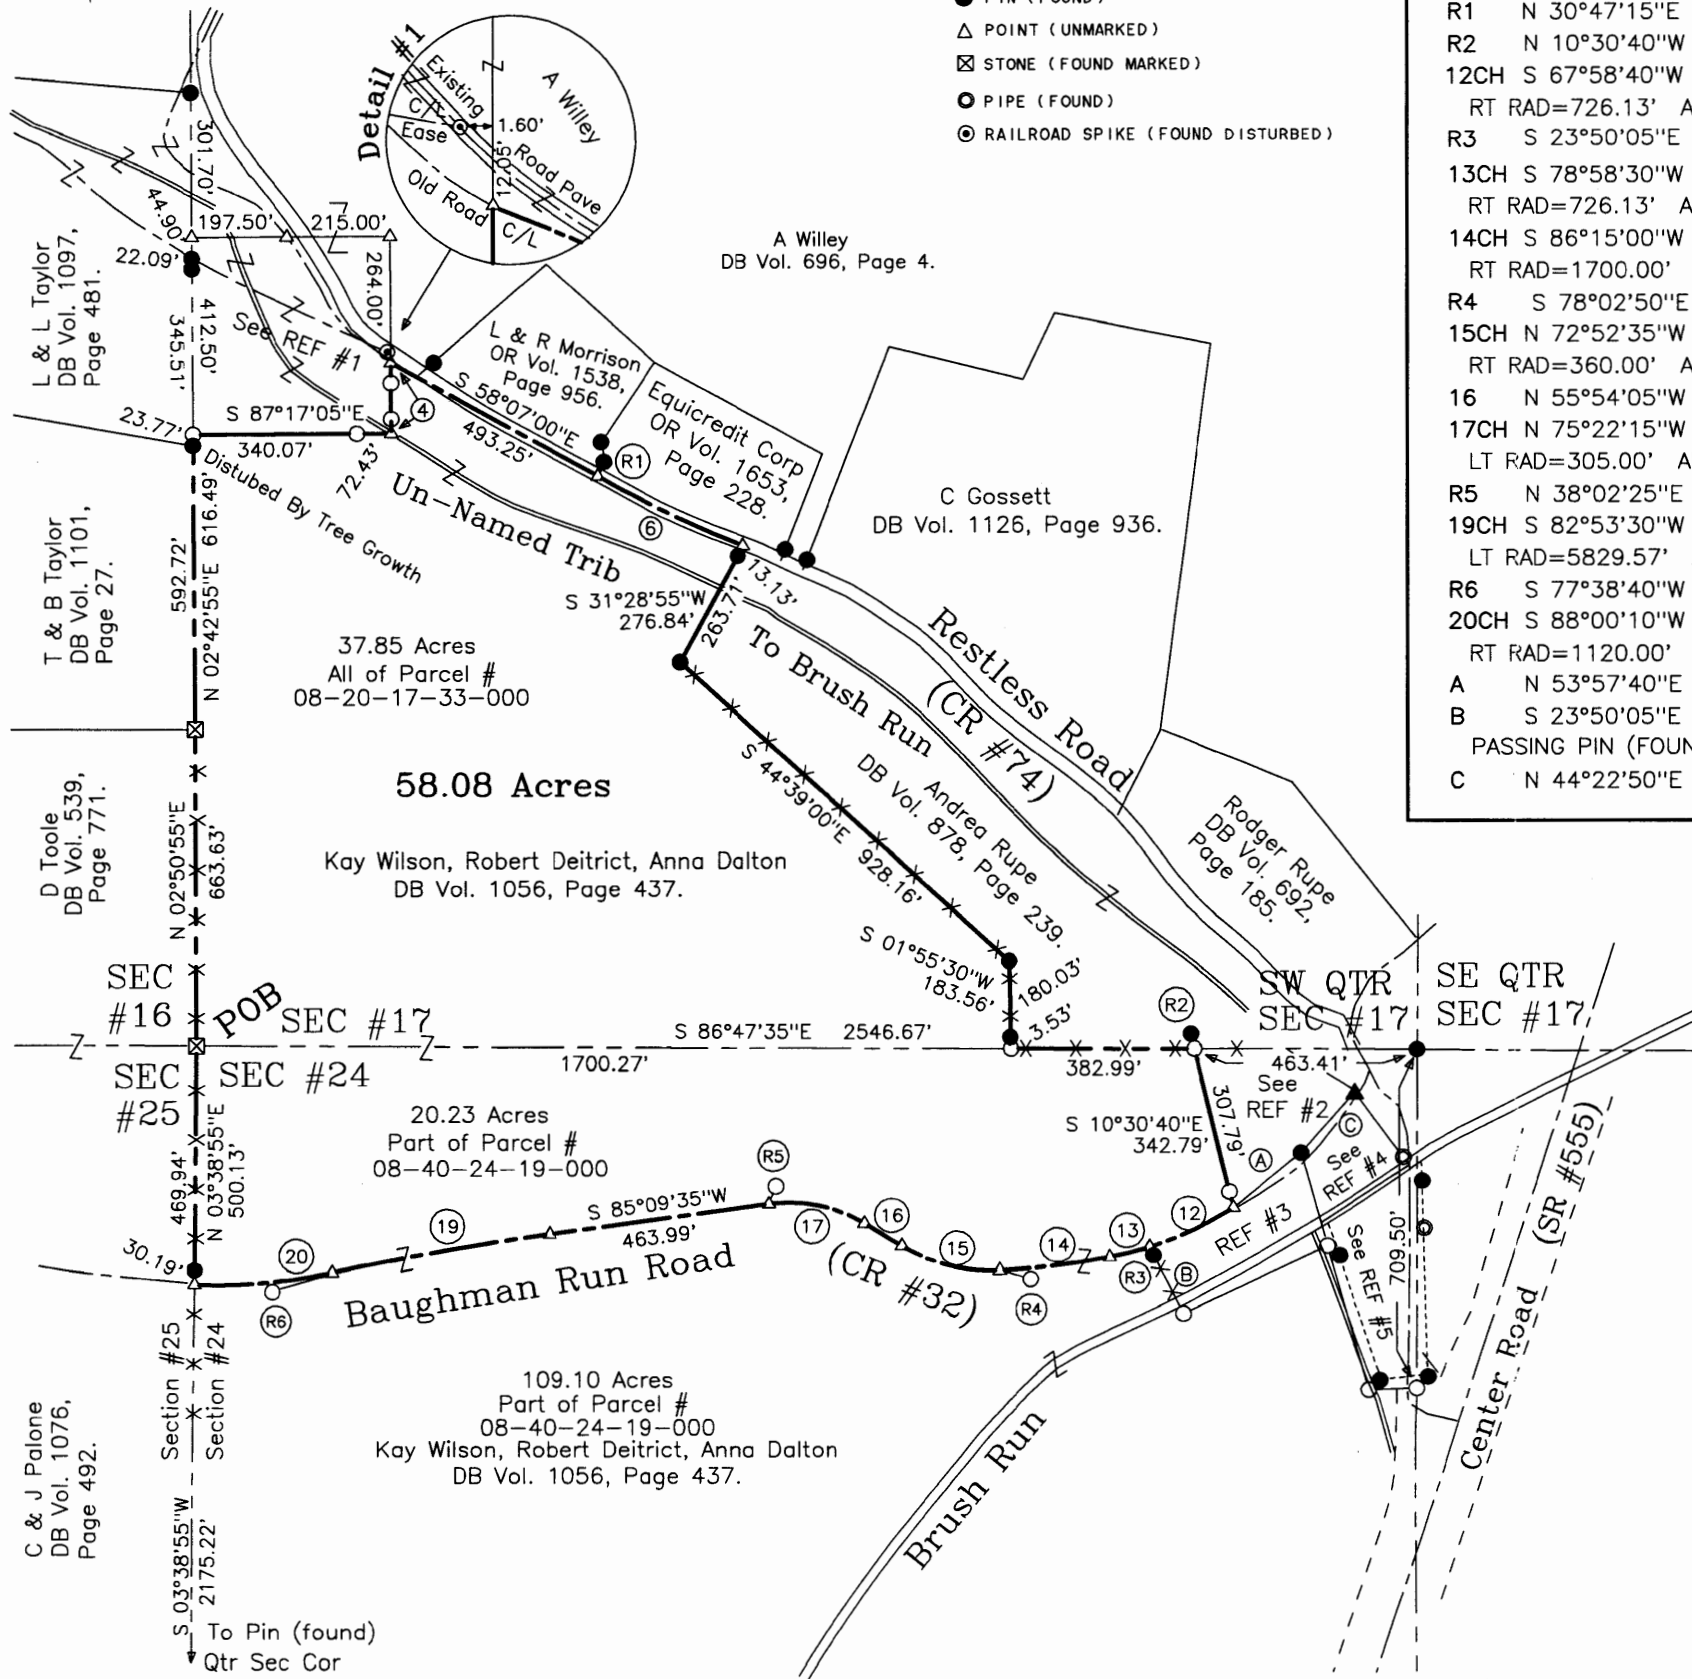 PIN (FOUND)
POINT (UNMARKED)
STONE (FOUND MARKED)
PIPE (FOUND)
RAILROAD SPIKE (FOUND DISTURBED)
R1 N 30°47'15"E
R2 N 10°30'40"W
12CH S 67°58'40"W
RT RAD=726.13' A
R3 S 23°50'05"E
13CH S 78°58'30"W
RT RAD=726.13' A
14CH S 86°15'00"W
RT RAD=1700.00'
R4 S 78°02'50"E
15CH N 72°52'35"W
RT RAD=360.00' A
16 N 55°54'05"W
17CH N 75°22'15"W
LT RAD=305.00' A
R5 N 38°02'25"E
19CH S 82°53'30"W
LT RAD=5829.57'
R6 S 77°38'40"W
20CH S 88°00'10"W
RT RAD=1120.00'
A N 53°57'40"E
B S 23°50'05"E
PASSING PIN (FOUN
C N 44°22'50"E
Detail #1
Existing
C/L
Ease
A Willey
1.60'
12.05'
Road Pave
Old Road
C/L
301.70'
44.90'
197.50'
215.00'
22.09'
264.00'
412.50'
345.51'
See REF #1
L & L Taylor
DB Vol. 1097,
Page 481.
A Willey
DB Vol. 696, Page 4.
L & R Morrison
OR Vol. 1538,
Page 956.
S 58°07'00"E
493.25'
Equicredit Corp
OR Vol. 1653,
Page 228.
4
R1
6
23.77'
S 87°17'05"E
340.07'
72.43'
Distubed By Tree Growth
Un-Named Trib
To Brush Run
C Gossett
DB Vol. 1126, Page 936.
T & B Taylor
DB Vol. 1101,
Page 27.
592.72'
N 02°42'55"E 616.49'
13.13'
S 31°28'55"W
276.84'
263.71'
37.85 Acres
All of Parcel #
08-20-17-33-000
Restless Road
(CR #74)
58.08 Acres
Kay Wilson, Robert Deitrict, Anna Dalton
DB Vol. 1056, Page 437.
S 44°39'00"E 928.16'
Andrea Rupe
DB Vol. 878, Page 239.
Rodger Rupe
DB Vol. 692,
Page 185.
D Toole
DB Vol. 539,
Page 771.
N 02°50'55"E
663.63'
S 01°55'30"W
183.56'
180.03'
3.53'
SEC
#16
POB
SEC #17
SW QTR
SEC #17
SE QTR
SEC #17
R2
S 86°47'35"E 2546.67'
1700.27'
382.99'
463.41'
SEC
#25
SEC #24
See
REF #2
20.23 Acres
Part of Parcel #
08-40-24-19-000
S 10°30'40"E
342.79'
307.79'
A
C
See
REF #4
469.94'
N 03°38'55"E
500.13'
R5
S 85°09'35"W
463.99'
19
17
16
15
14
13
12
REF #3
30.19'
20
R6
R4
R3
B
Baughman Run Road
(CR #32)
See REF #5
709.50'
(SR #555)
Center Road
Section #25
Section #24
109.10 Acres
Part of Parcel #
08-40-24-19-000
Kay Wilson, Robert Deitrict, Anna Dalton
DB Vol. 1056, Page 437.
Brush Run
C & J Palone
DB Vol. 1076,
Page 492.
S 03°38'55"W
2175.22'
To Pin (found)
Qtr Sec Cor